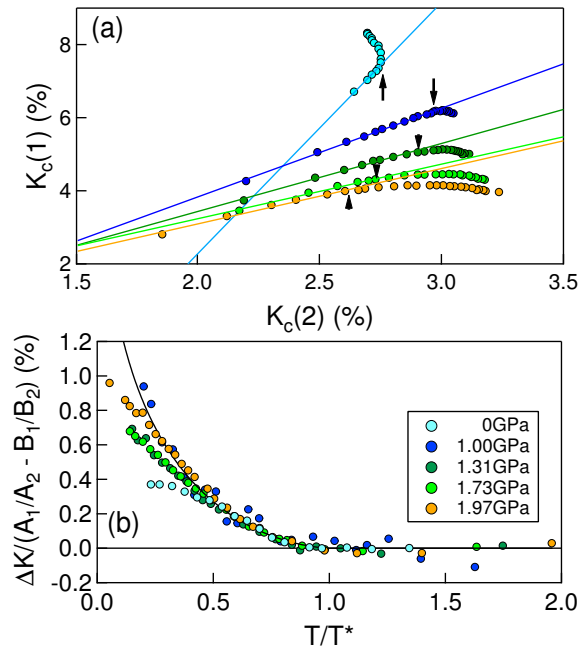 (a)
8
6
4
2
K_c(1) (%)
1.5 2.0 2.5 3.0 3.5
K_c(2) (%)
1.2
1.0
0.8
0.6
0.4
0.2
0.0
-0.2
ΔK/(A_1/A_2 - B_1/B_2) (%)
0GPa
1.00GPa
1.31GPa
1.73GPa
1.97GPa
(b)
0.0 0.5 1.0 1.5 2.0
T/T*